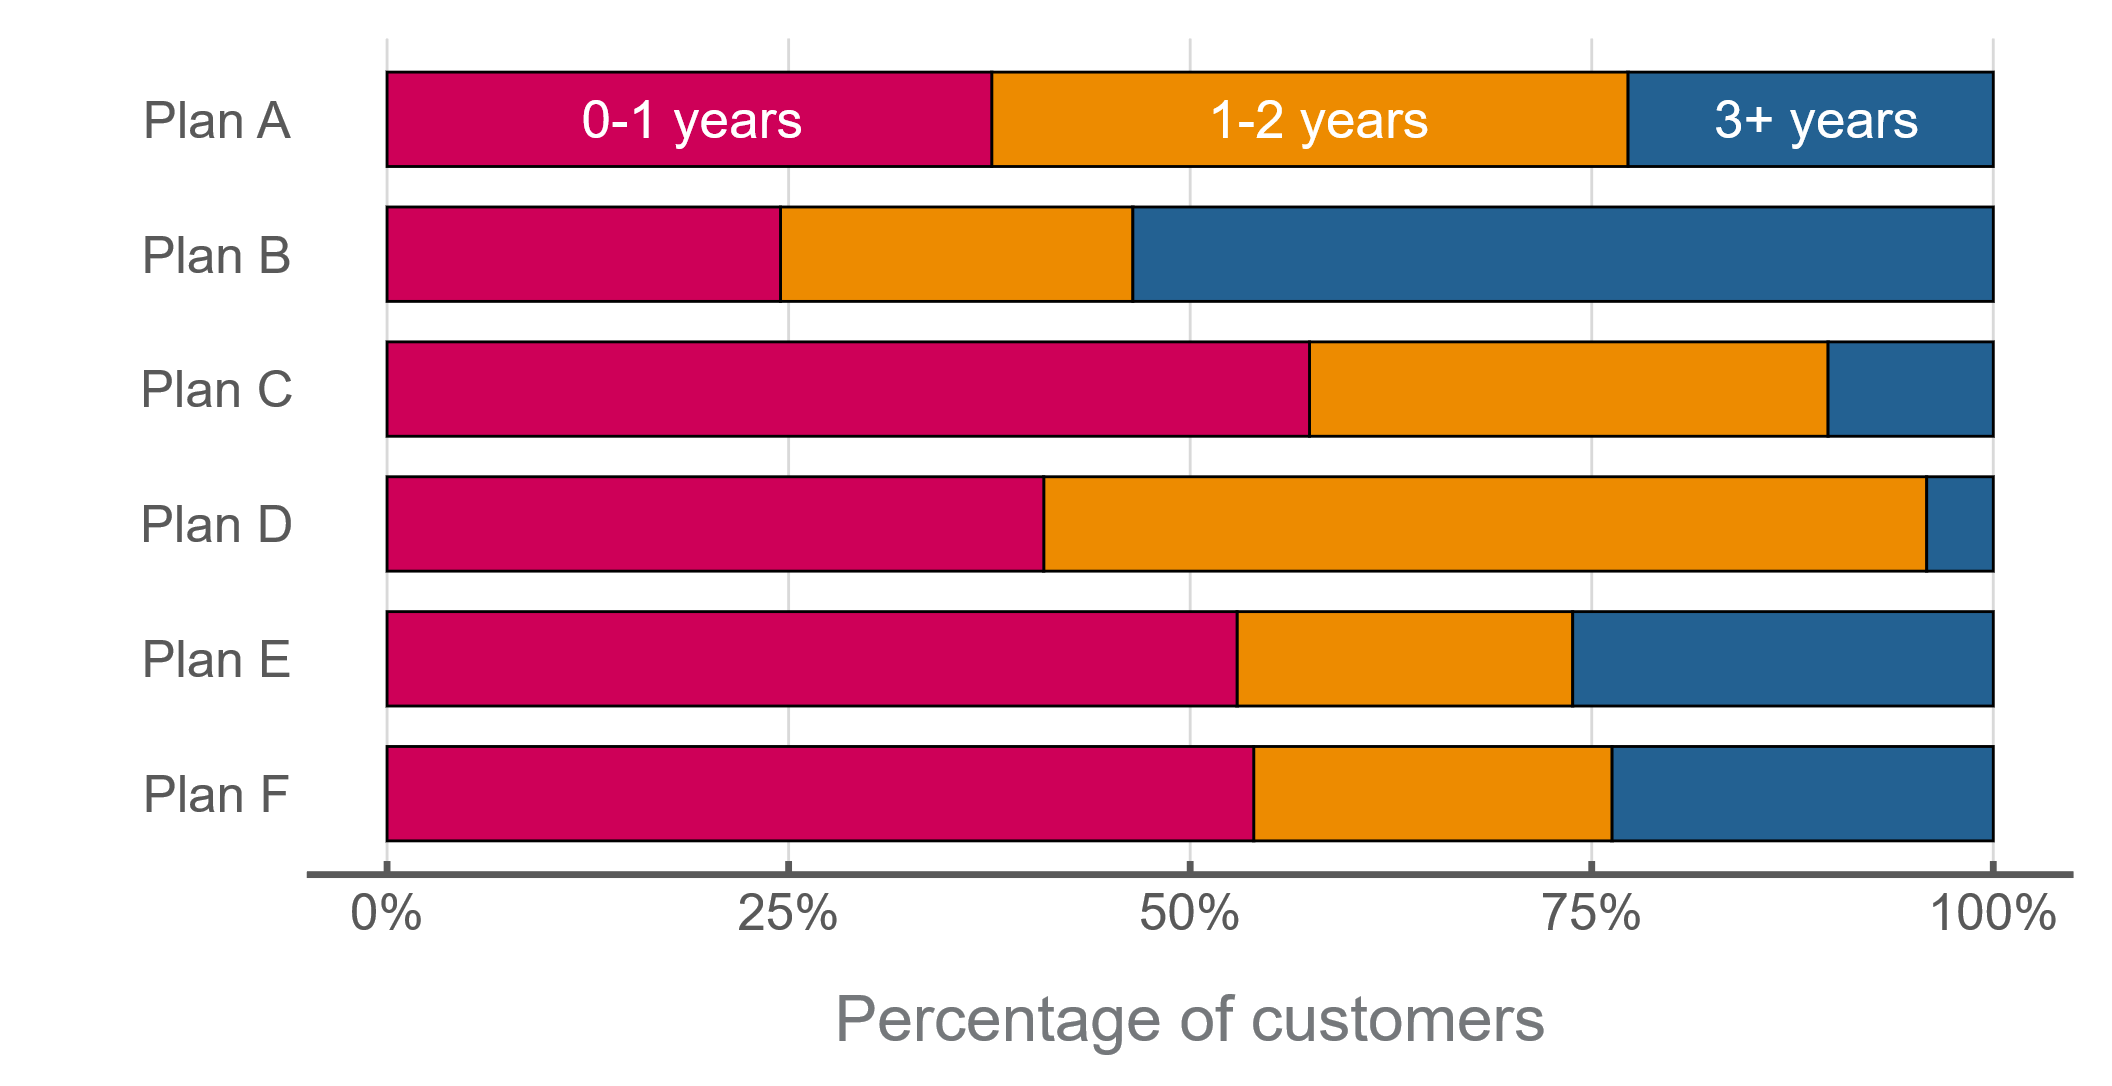 Plan A 0-1 years 1-2 years 3+ years
Plan B
Plan C
Plan D
Plan E
Plan F
0% 25% 50% 75% 100%
Percentage of customers